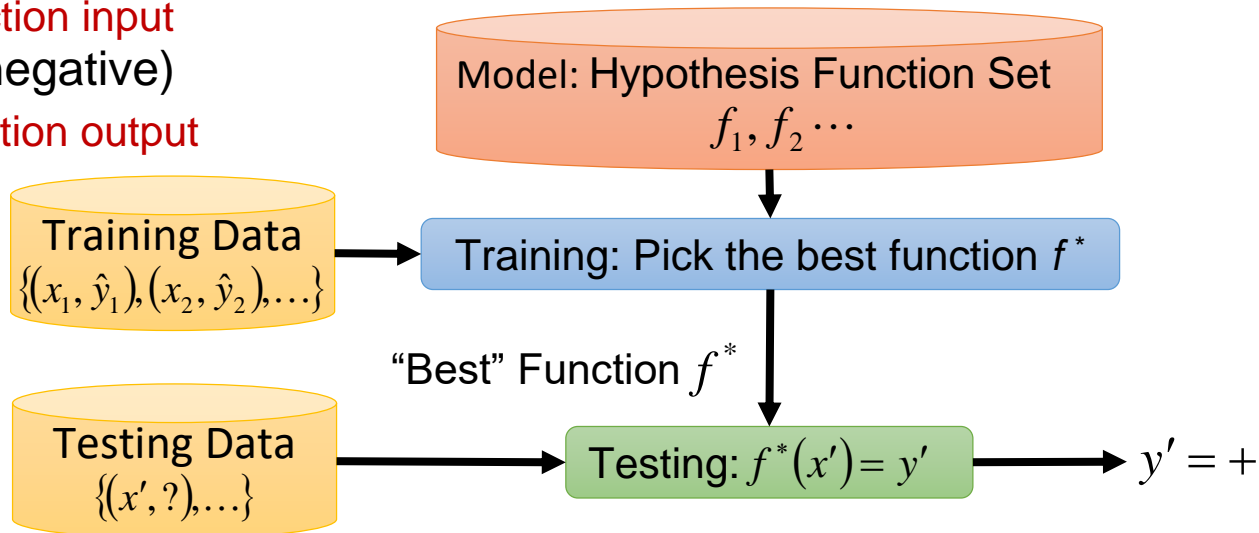 ction input
negative)
tion output
Model: Hypothesis Function Set
f₁, f₂ ⋯
Training Data
{(x₁, ŷ₁),(x₂, ŷ₂),…}
Training: Pick the best function f *
“Best” Function f *
Testing Data
{(x′,?),…}
Testing: f *(x′)= y′
y′ = +